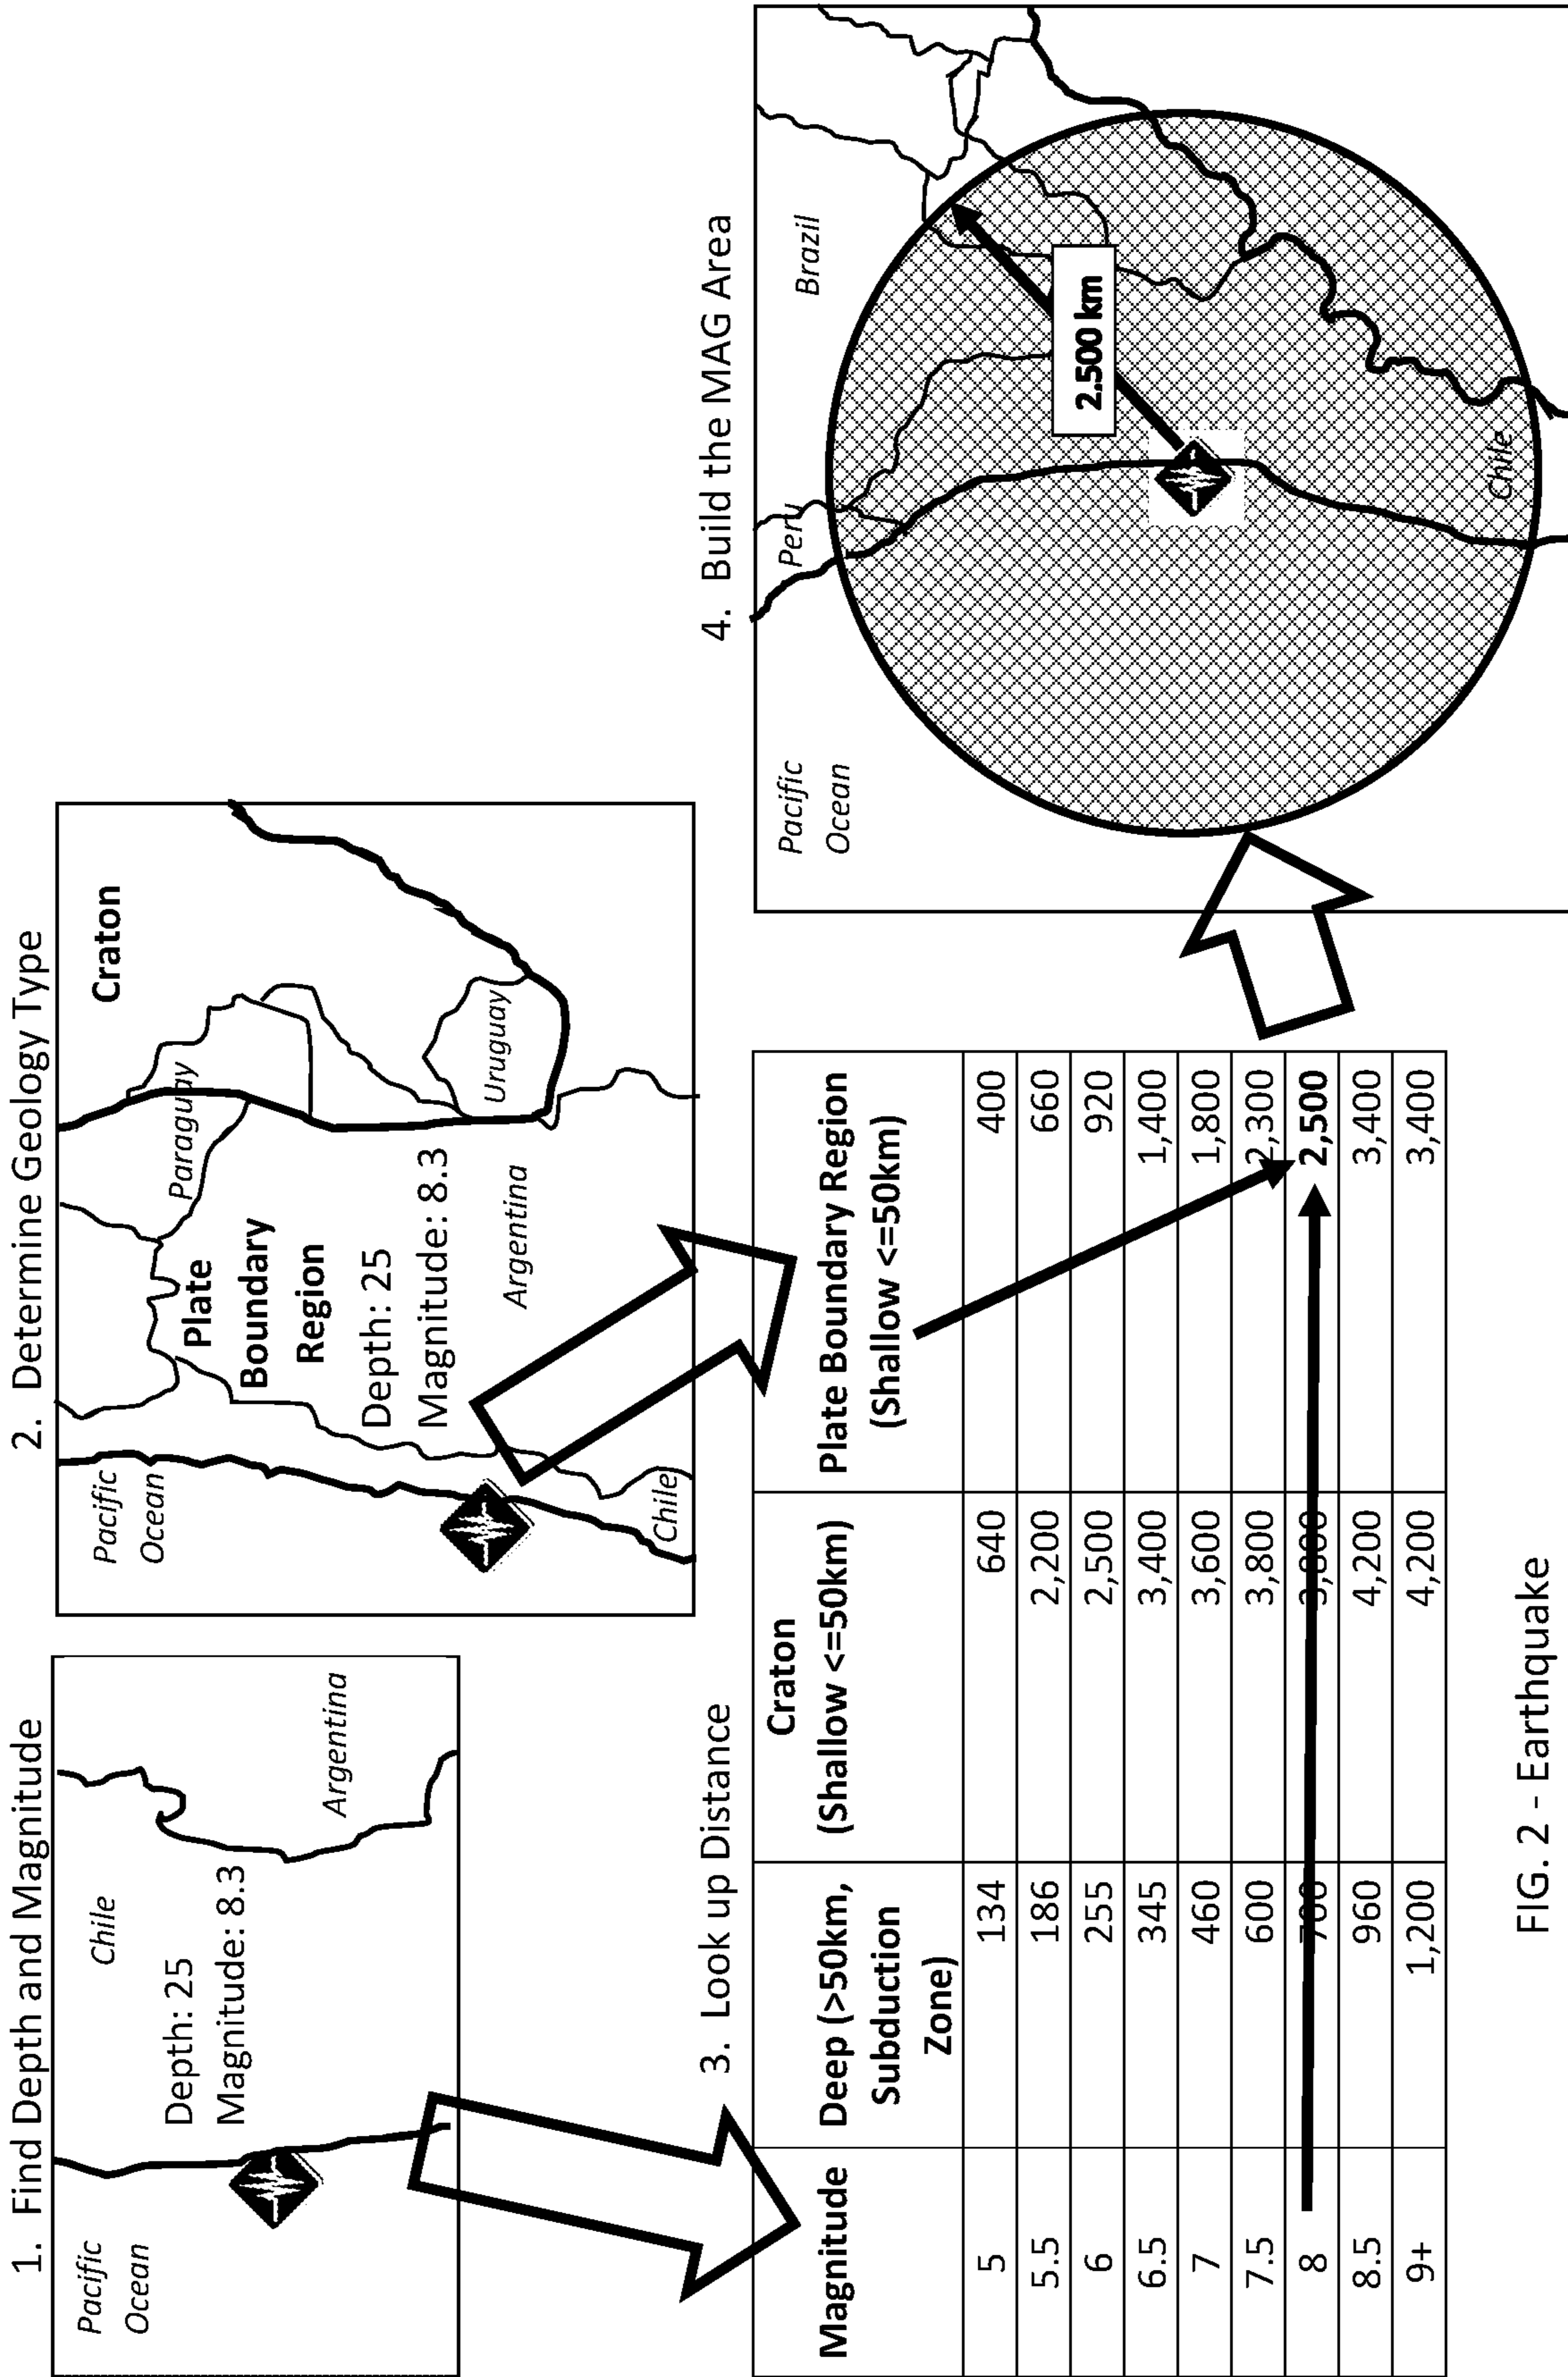 1. Find Depth and Magnitude
Pacific
Ocean
Chile
Depth: 25
Magnitude: 8.3
Argentina
2. Determine Geology Type
Pacific
Ocean
Plate
Boundary
Region
Depth: 25
Magnitude: 8.3
Paraguay
Craton
Uruguay
Argentina
Chile
3. Look up Distance
Magnitude Deep (>50km, Subduction Zone) Craton (Shallow <=50km) Plate Boundary Region (Shallow <=50km)
5 134 640 400
5.5 186 2,200 660
6 255 2,500 920
6.5 345 3,400 1,400
7 460 3,600 1,800
7.5 600 3,800 2,300
8 700 3,800 2,500
8.5 960 4,200 3,400
9+ 1,200 4,200 3,400
4. Build the MAG Area
Pacific
Ocean
Peru
Brazil
2.500 km
Chile
FIG. 2 - Earthquake